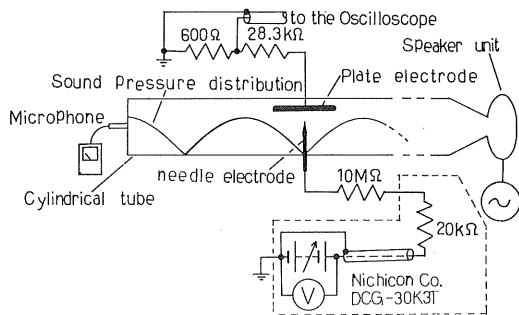 to the Oscilloscope
600Ω 28.3kΩ
Speaker unit
Sound pressure distribution
Plate electrode
Microphone
needle electrode
Cylindrical tube
10MΩ
20kΩ
V
Nichicon Co.
DCG-30K3T